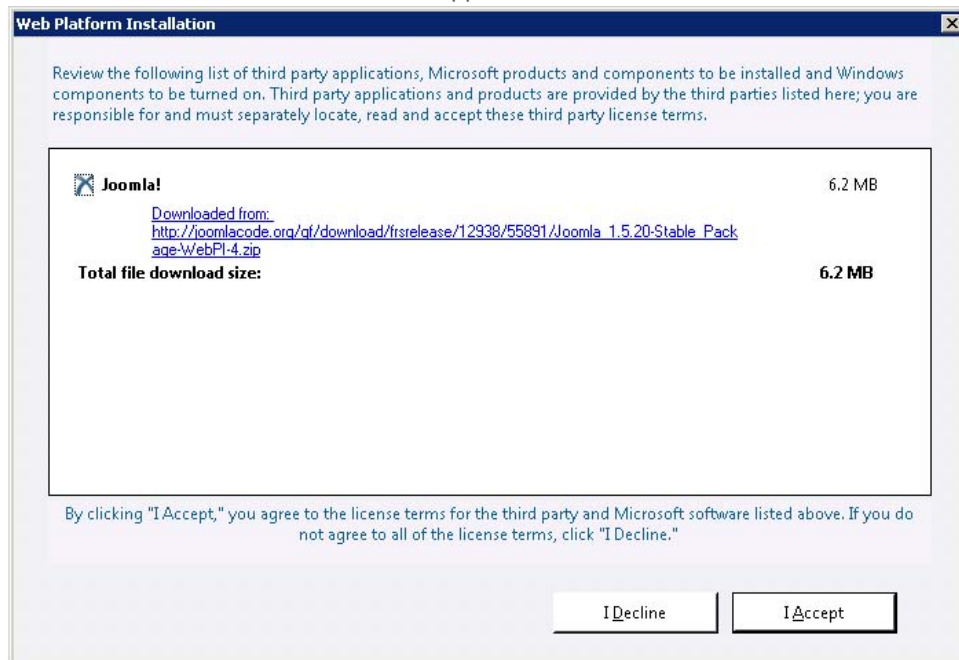 Web Platform Installation
Review the following list of third party applications, Microsoft products and components to be installed and Windows
components to be turned on. Third party applications and products are provided by the third parties listed here; you are
responsible for and must separately locate, read and accept these third party license terms.
Joomla! 6.2 MB
Downloaded from:
http://joomlacode.org/gf/download/frsrelease/12938/55891/Joomla_1.5.20-Stable_Pack
age-WebPI-4.zip
Total file download size: 6.2 MB
By clicking "I Accept," you agree to the license terms for the third party and Microsoft software listed above. If you do
not agree to all of the license terms, click "I Decline."
I Decline I Accept